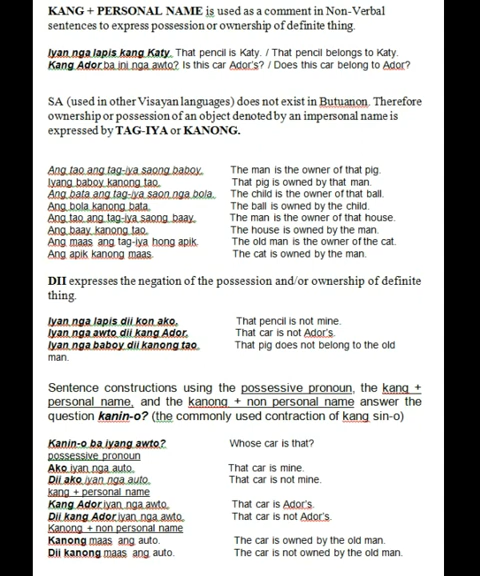 KANG + PERSONAL NAME is used as a comment in Non-Verbal
sentences to express possession or ownership of definite thing.
Iyan nga lapis kang Katy. That pencil is Katy. / That pencil belongs to Katy.
Kang Ador ba ini nga awto? Is this car Ador's? / Does this car belong to Ador?
SA (used in other Visayan languages) does not exist in Butuanon. Therefore
ownership or possession of an object denoted by an impersonal name is
expressed by TAG-IYA or KANONG.
Ang tao ang tag-iya saong baboy. The man is the owner of that pig.
Iyang baboy kanong tao. That pig is owned by that man.
Ang bata ang tag-iya saon nga bola. The child is the owner of that ball.
Ang bola kanong bata. The ball is owned by the child.
Ang tao ang tag-iya saong baay. The man is the owner of that house.
Ang baay kanong tao. The house is owned by the man.
Ang maas ang tag-iya hong apik. The old man is the owner of the cat.
Ang apik kanong maas. The cat is owned by the man.
DII expresses the negation of the possession and/or ownership of definite
thing.
Iyan nga lapis dii kon ako. That pencil is not mine.
Iyan nga awto dii kang Ador. That car is not Ador's.
Iyan nga baboy dii kanong tao. That pig does not belong to the old
man.
Sentence constructions using the possessive pronoun, the kang +
personal name, and the kanong + non personal name answer the
question kanin-o? (the commonly used contraction of kang sin-o)
Kanin-o ba iyang awto? Whose car is that?
possessive pronoun
Ako iyan nga auto. That car is mine.
Dii ako iyan nga auto. That car is not mine.
kang + personal name
Kang Ador iyan nga awto. That car is Ador's.
Dii kang Ador iyan nga awto. That car is not Ador's.
Kanong + non personal name
Kanong maas ang auto. The car is owned by the old man.
Dii kanong maas ang auto. The car is not owned by the old man.